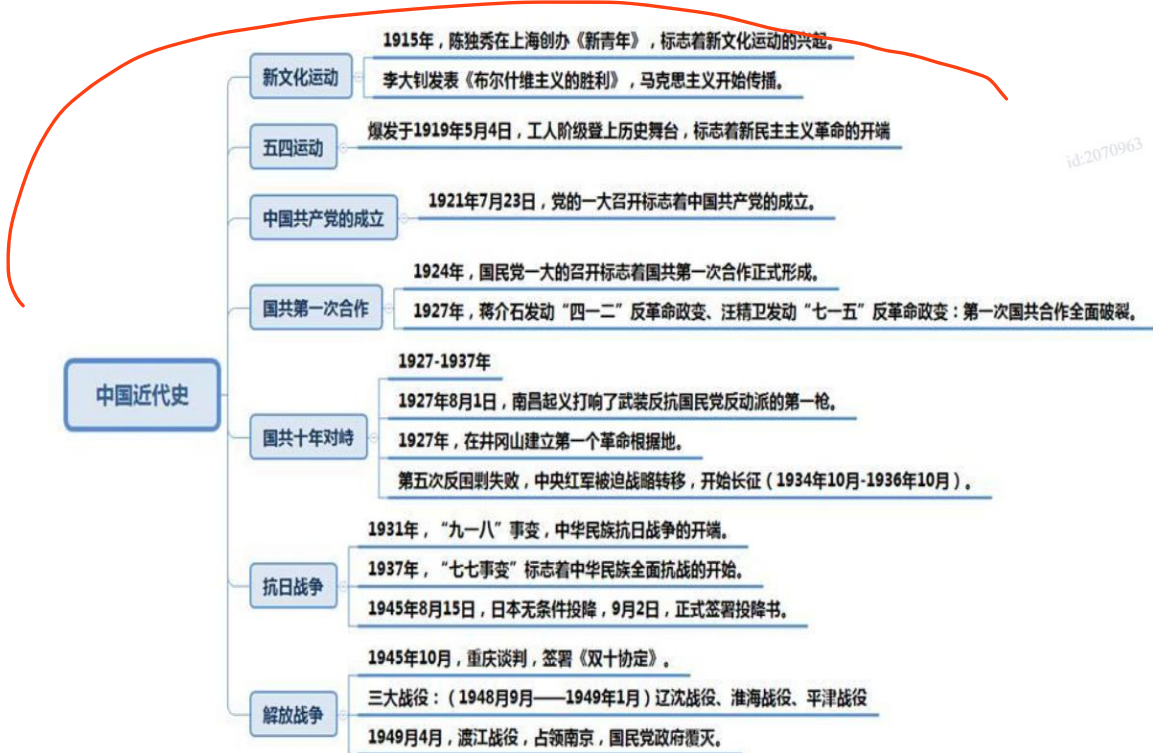 1915年，陈独秀在上海创办《新青年》，标志着新文化运动的兴起。
新文化运动
李大钊发表《布尔什维主义的胜利》，马克思主义开始传播。
五四运动
爆发于1919年5月4日，工人阶级登上历史舞台，标志着新民主主义革命的开端
id:2070963
中国共产党的成立
1921年7月23日，党的一大召开标志着中国共产党的成立。
1924年，国民党一大的召开标志着国共第一次合作正式形成。
国共第一次合作
1927年，蒋介石发动“四一二”反革命政变、汪精卫发动“七一五”反革命政变：第一次国共合作全面破裂。
中国近代史
1927-1937年
1927年8月1日，南昌起义打响了武装反抗国民党反动派的第一枪。
国共十年对峙
1927年，在井冈山建立第一个革命根据地。
第五次反围剿失败，中央红军被迫战略转移，开始长征（1934年10月-1936年10月）。
1931年，“九一八”事变，中华民族抗日战争的开端。
抗日战争
1937年，“七七事变”标志着中华民族全面抗战的开始。
1945年8月15日，日本无条件投降，9月2日，正式签署投降书。
1945年10月，重庆谈判，签署《双十协定》。
解放战争
三大战役：（1948月9月——1949年1月）辽沈战役、淮海战役、平津战役
1949月4月，渡江战役，占领南京，国民党政府覆灭。